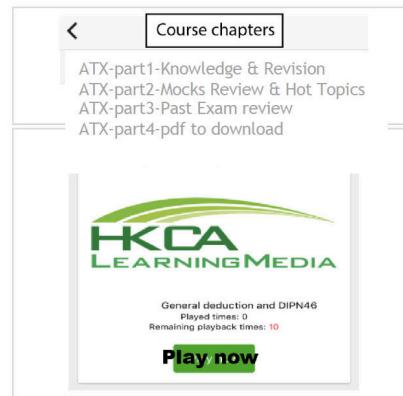 Course chapters
ATX-part1-Knowledge & Revision
ATX-part2-Mocks Review & Hot Topics
ATX-part3-Past Exam review
ATX-part4-pdf to download
HKCA
LEARNINGMEDIA
General deduction and DIPN46
Played times: 0
Remaining playback times: 10
Play now